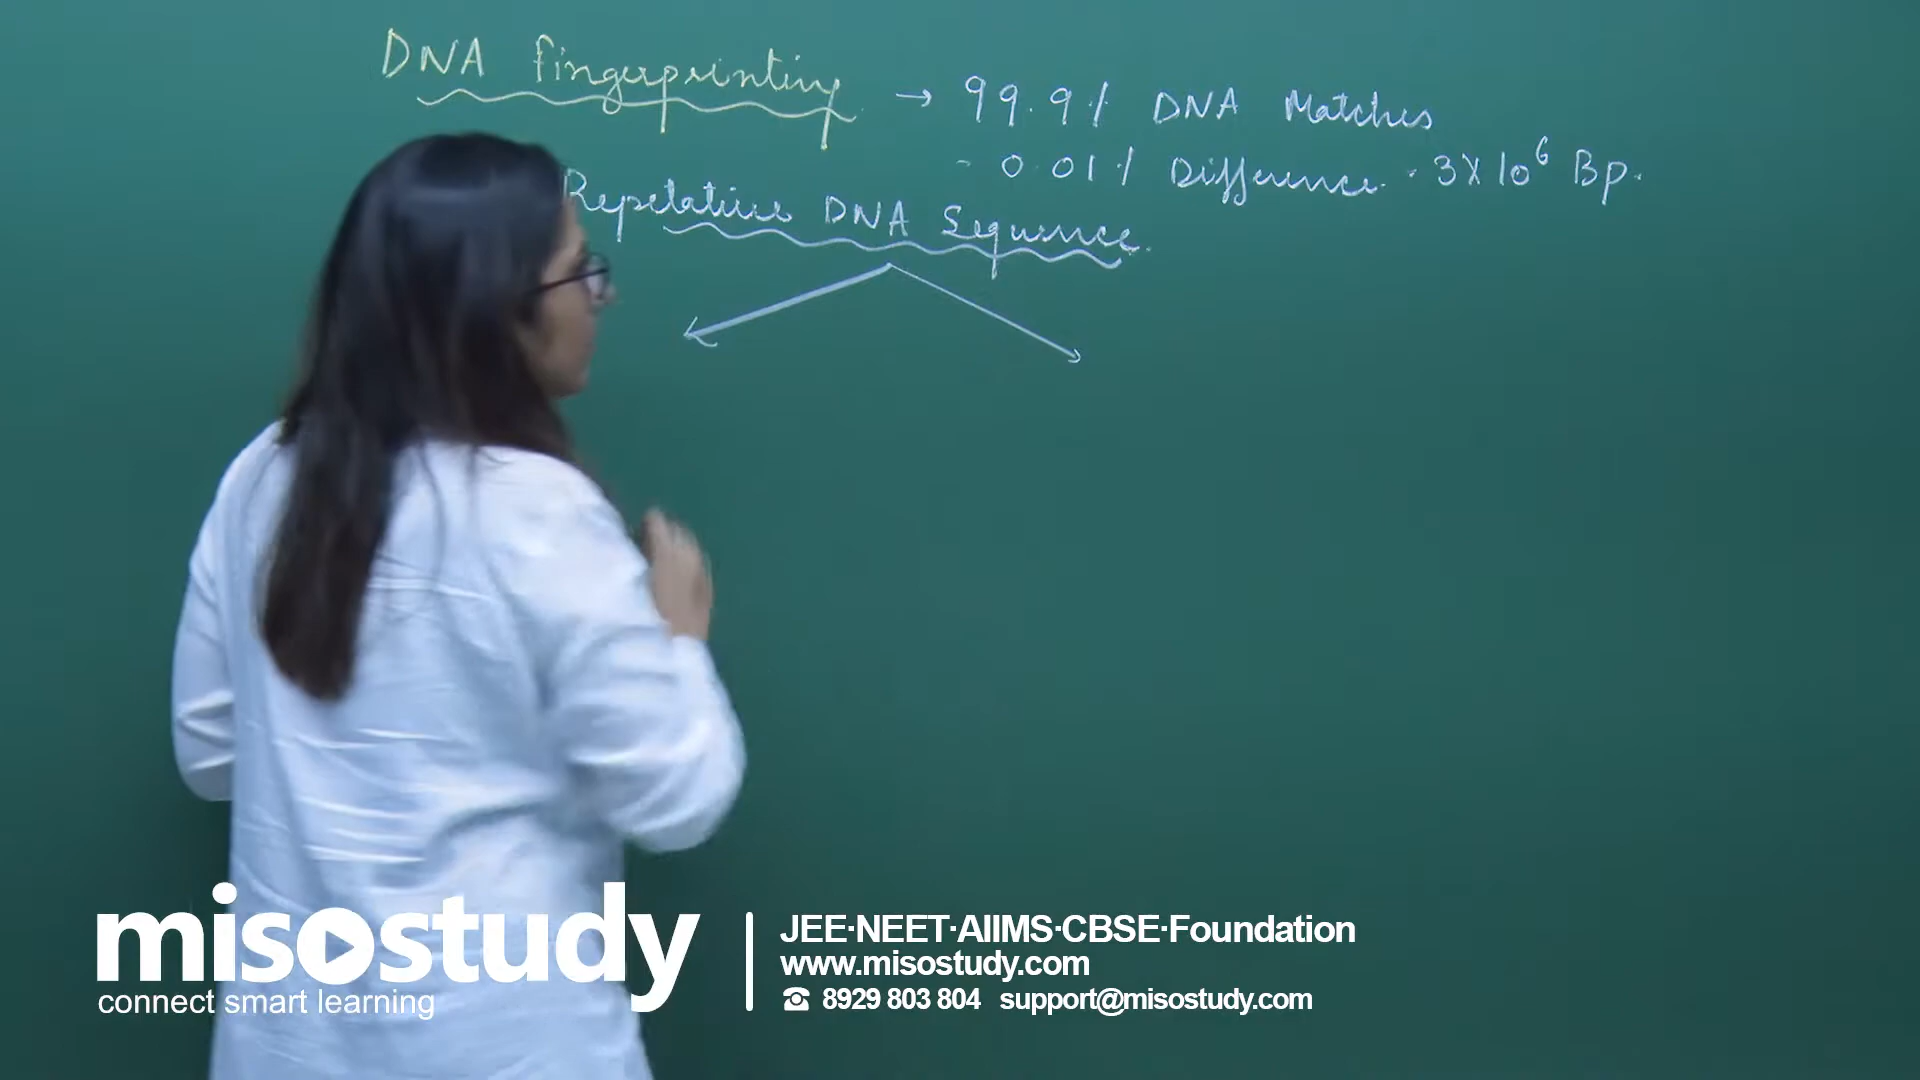 DNA fingerprinting → 99.9% DNA Matches
- 0.01% Difference. · 3X10⁶ Bp.
Repetative DNA Sequence.
misostudy
connect smart learning
JEE·NEET·AIIMS·CBSE·Foundation
www.misostudy.com
☎ 8929 803 804 support@misostudy.com